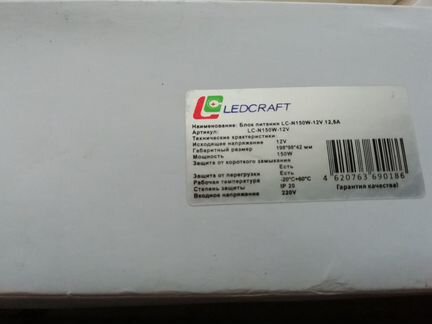 LEDCRAFT
Наименование: Блок питания LC-N150W-12V 12,5A
Артикул: LC-N150W-12V
Технические характеристики
Исходящее напряжение 12V
Габаритный размер 198*98*42 мм
Мощность 150W
Защита от короткого замыкания
Есть
Защита от перегрузки Есть
Рабочая температура -20°C+60°C
Степень защиты IP 20
Входное напряжение 220V
4 620763 690186
Гарантия качества!